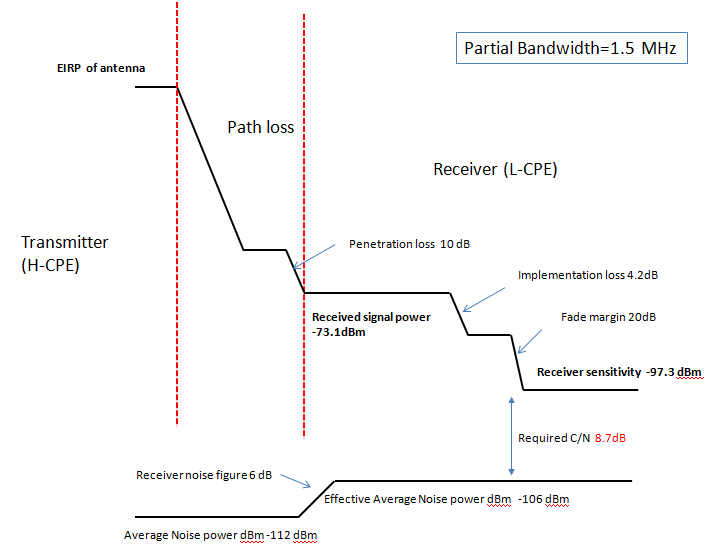 Partial Bandwidth=1.5 MHz
EIRP of antenna
Path loss
Receiver (L-CPE)
Transmitter
(H-CPE)
Penetration loss 10 dB
Implementation loss 4.2dB
Received signal power
-73.1dBm
Fade margin 20dB
Receiver sensitivity -97.3 dBm
Required C/N 8.7dB
Receiver noise figure 6 dB
Effective Average Noise power dBm -106 dBm
Average Noise power dBm -112 dBm